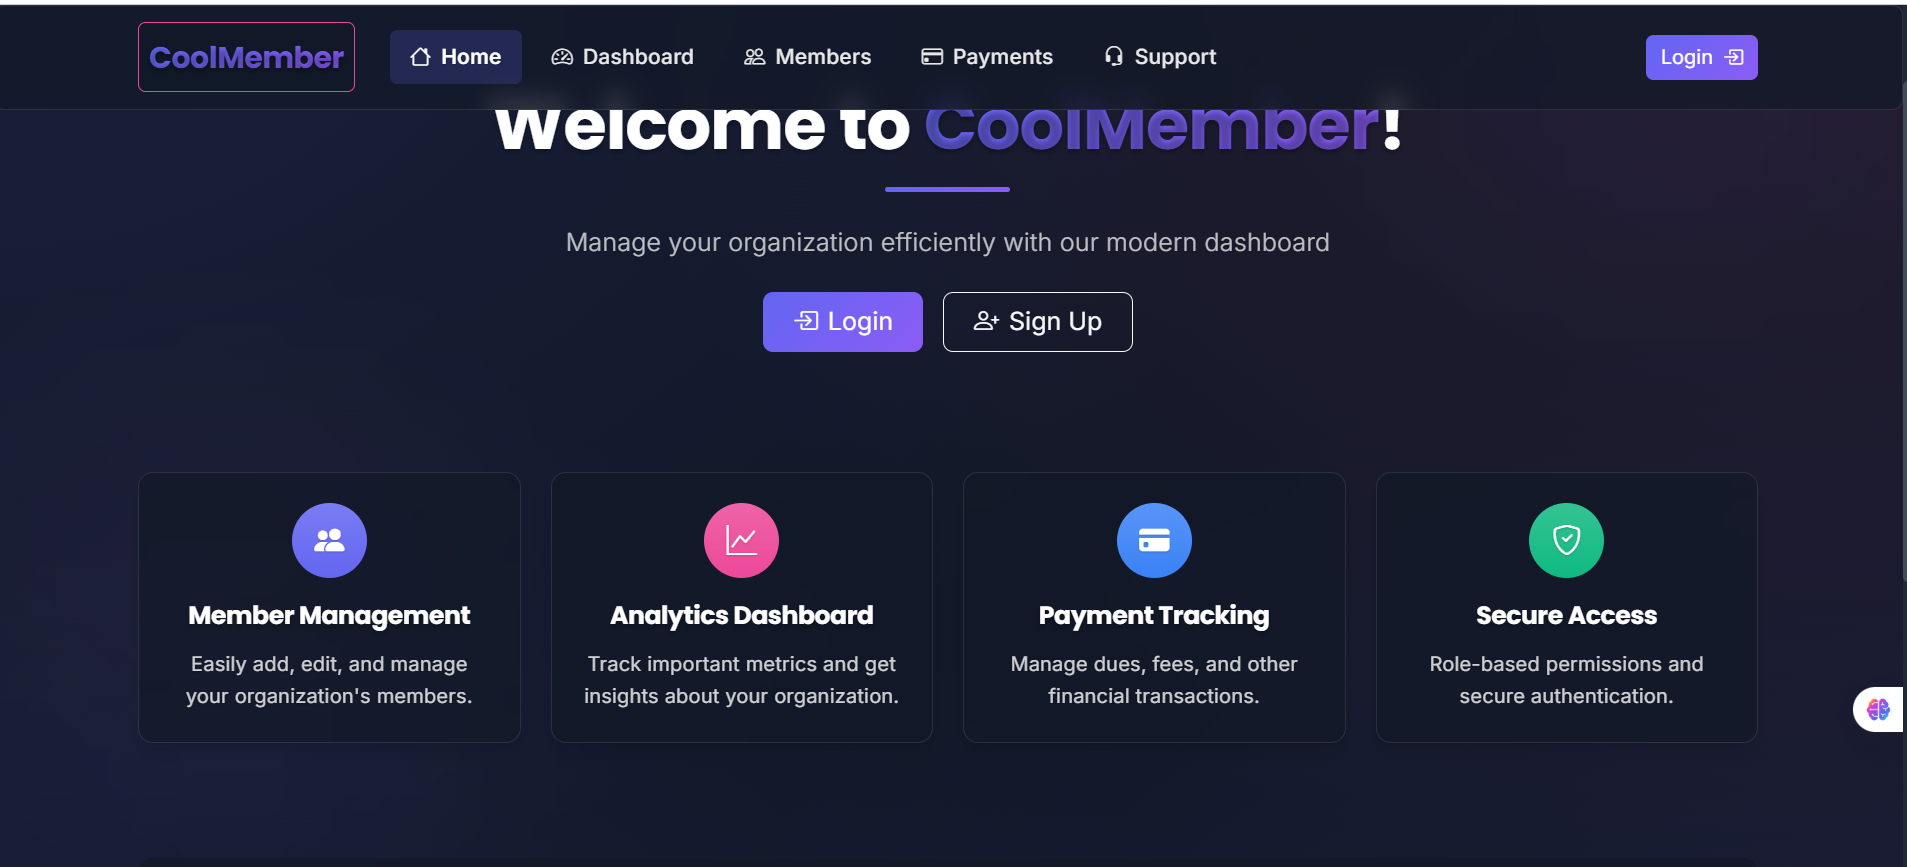 CoolMember
Home
Dashboard
Members
Payments
Support
Login
Welcome to CoolMember!
Manage your organization efficiently with our modern dashboard
Login
Sign Up
Member Management
Easily add, edit, and manage
your organization's members.
Analytics Dashboard
Track important metrics and get
insights about your organization.
Payment Tracking
Manage dues, fees, and other
financial transactions.
Secure Access
Role-based permissions and
secure authentication.